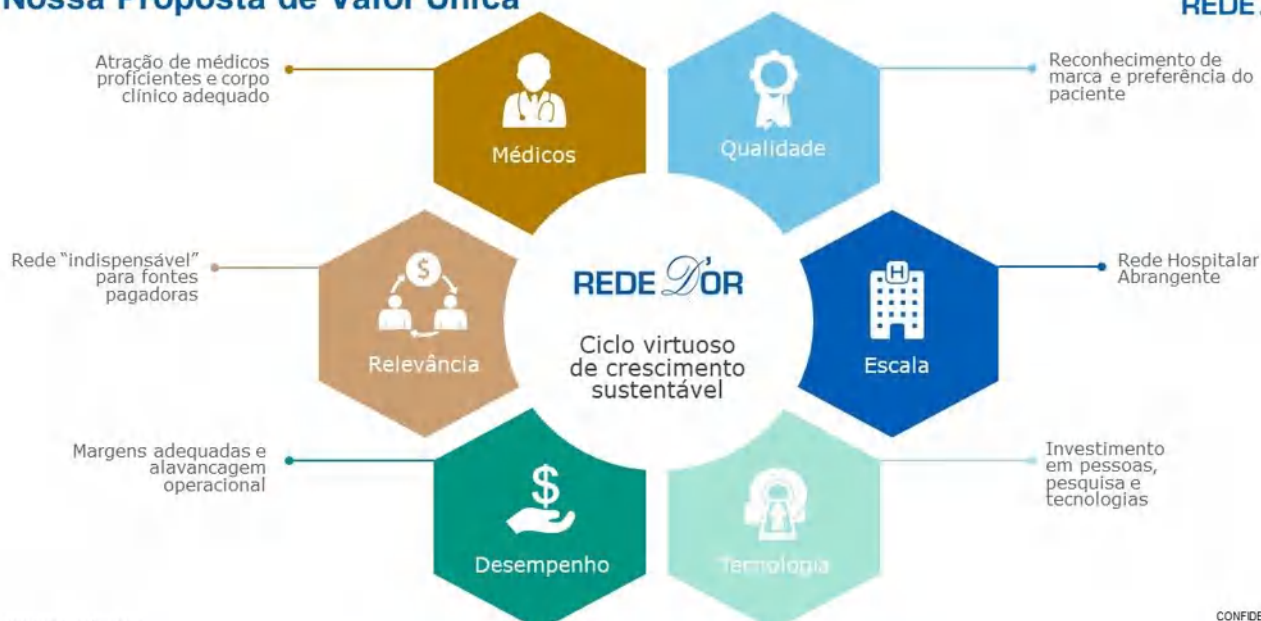 Nossa Proposta de Valor Única
REDE
Atração de médicos
proficientes e corpo
clínico adequado
Médicos
Qualidade
Reconhecimento de
marca e preferência do
paciente
Rede “indispensável”
para fontes
pagadoras
$
Relevância
REDE D'OR
Ciclo virtuoso
de crescimento
sustentável
H
Escala
Rede Hospitalar
Abrangente
Margens adequadas e
alavancagem
operacional
$
Desempenho
Tecnologia
Investimento
em pessoas,
pesquisa e
tecnologias
CONFIDE